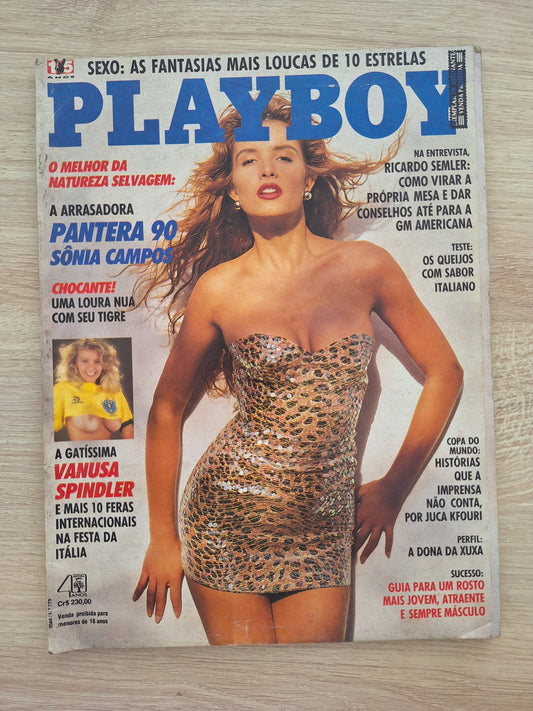 15
ANOS
SEXO: AS FANTASIAS MAIS LOUCAS DE 10 ESTRELAS
PLAYBOY
O MELHOR DA
NATUREZA SELVAGEM:
A ARRASADORA
PANTERA 90
SÔNIA CAMPOS
CHOCANTE!
UMA LOURA NUA
COM SEU TIGRE
A GATÍSSIMA
VANUSA
SPINDLER
E MAIS 10 FERAS
INTERNACIONAIS
NA FESTA DA
ITÁLIA
40
ANOS
Cr$ 230,00
Venda proibida para
menores de 18 anos
NA ENTREVISTA,
RICARDO SEMLER:
COMO VIRAR A
PRÓPRIA MESA E DAR
CONSELHOS ATÉ PARA A
GM AMERICANA
TESTE:
OS QUEIJOS
COM SABOR
ITALIANO
COPA DO
MUNDO:
HISTÓRIAS
QUE A
IMPRENSA
NÃO CONTA,
POR JUCA KFOURI
PERFIL:
A DONA DA XUXA
SUCESSO:
GUIA PARA UM ROSTO
MAIS JOVEM, ATRAENTE
E SEMPRE MÁSCULO